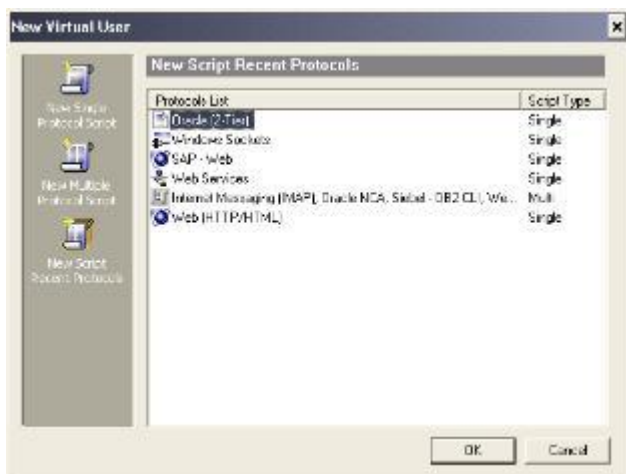 New Virtual User
New Single
Protocol Script
New Multiple
Protocol Script
New Script
Recent Protocols
New Script Recent Protocols
Protocols List Script Type
Oracle (2-Tier) Single
Windows Sockets Single
SAP - Web Single
Web Services Single
Internet Messaging (IMAP), Oracle NCA, Siebel - DB2 CLI, We... Multi
Web (HTTP/HTML) Single
OK Cancel